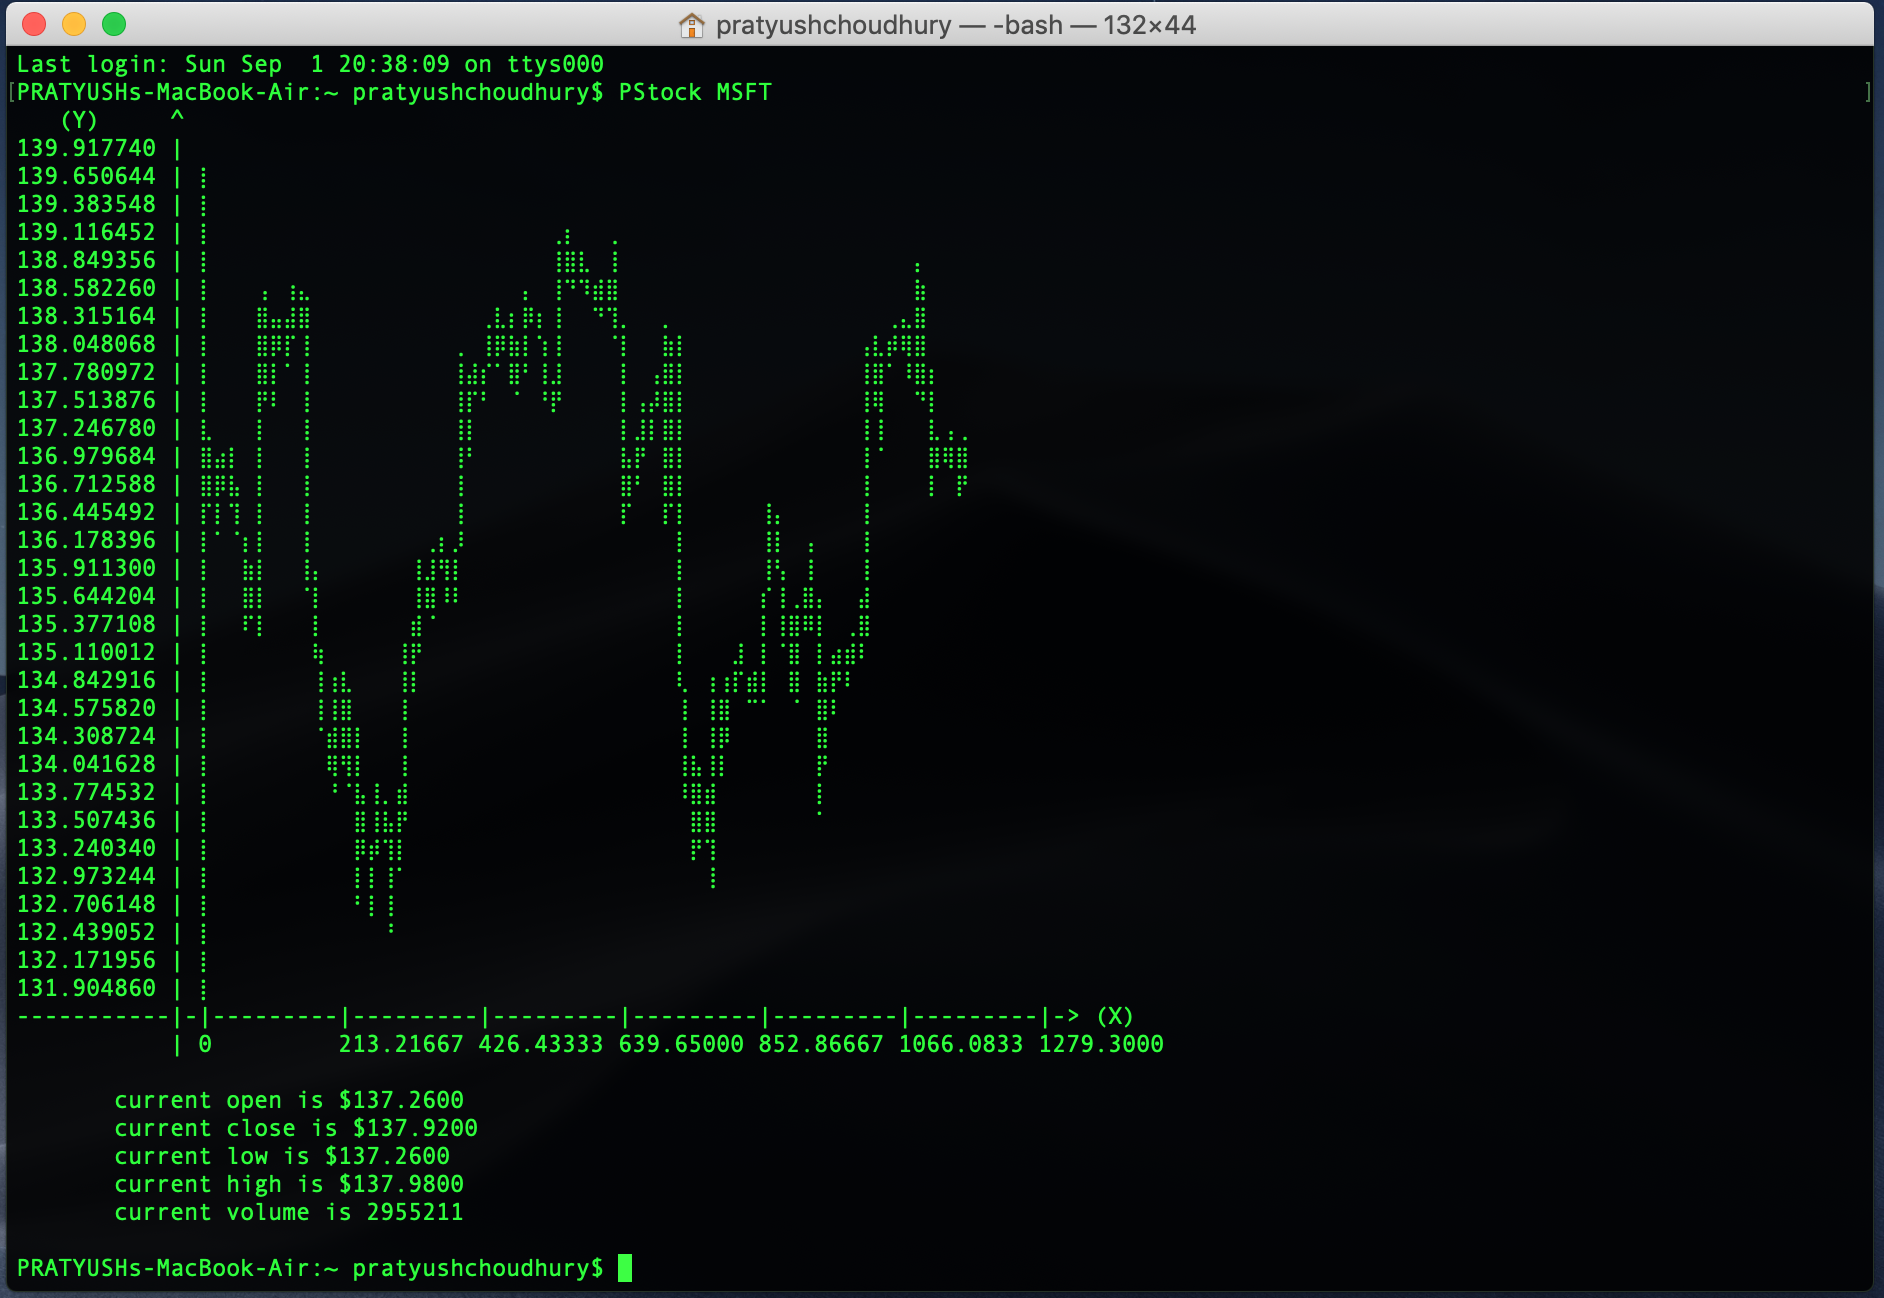 pratyushchoudhury — -bash — 132×44
Last login: Sun Sep  1 20:38:09 on ttys000
[PRATYUSHs-MacBook-Air:~ pratyushchoudhury$ PStock MSFT ]
(Y) ^
139.917740 |
139.650644 |
139.383548 |
139.116452 |
138.849356 |
138.582260 |
138.315164 |
138.048068 |
137.780972 |
137.513876 |
137.246780 |
136.979684 |
136.712588 |
136.445492 |
136.178396 |
135.911300 |
135.644204 |
135.377108 |
135.110012 |
134.842916 |
134.575820 |
134.308724 |
134.041628 |
133.774532 |
133.507436 |
133.240340 |
132.973244 |
132.706148 |
132.439052 |
132.171956 |
131.904860 |
-----------|-|---------|---------|---------|---------|---------|---------|-> (X)
| 0 213.21667 426.43333 639.65000 852.86667 1066.0833 1279.3000
current open is $137.2600
current close is $137.9200
current low is $137.2600
current high is $137.9800
current volume is 2955211
PRATYUSHs-MacBook-Air:~ pratyushchoudhury$